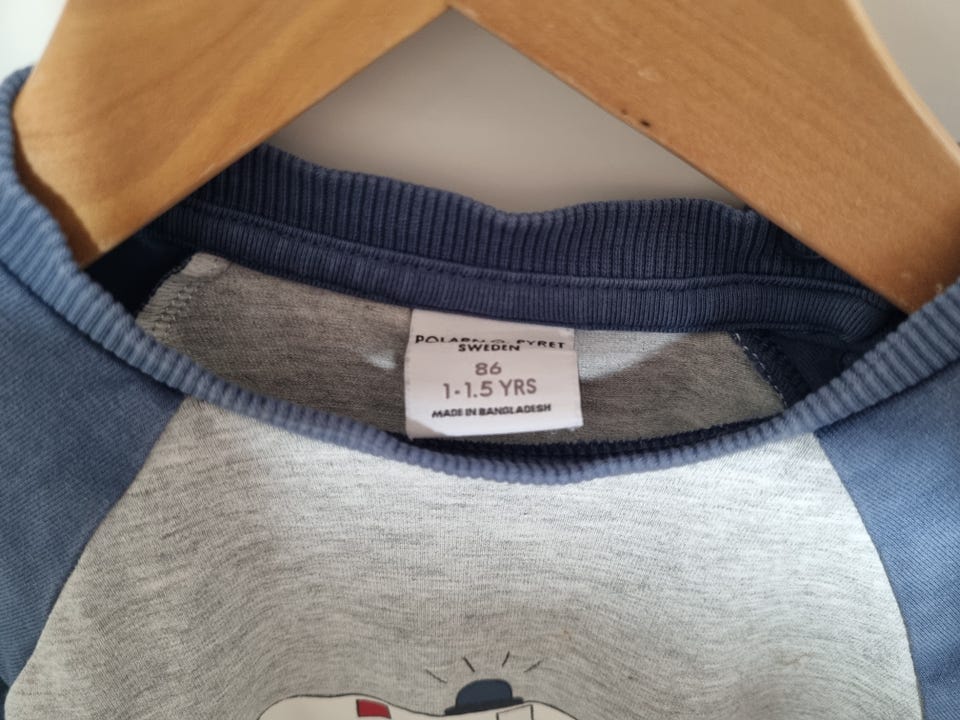 POLARN O. PYRET
SWEDEN
86
1-1.5 YRS
MADE IN BANGLADESH